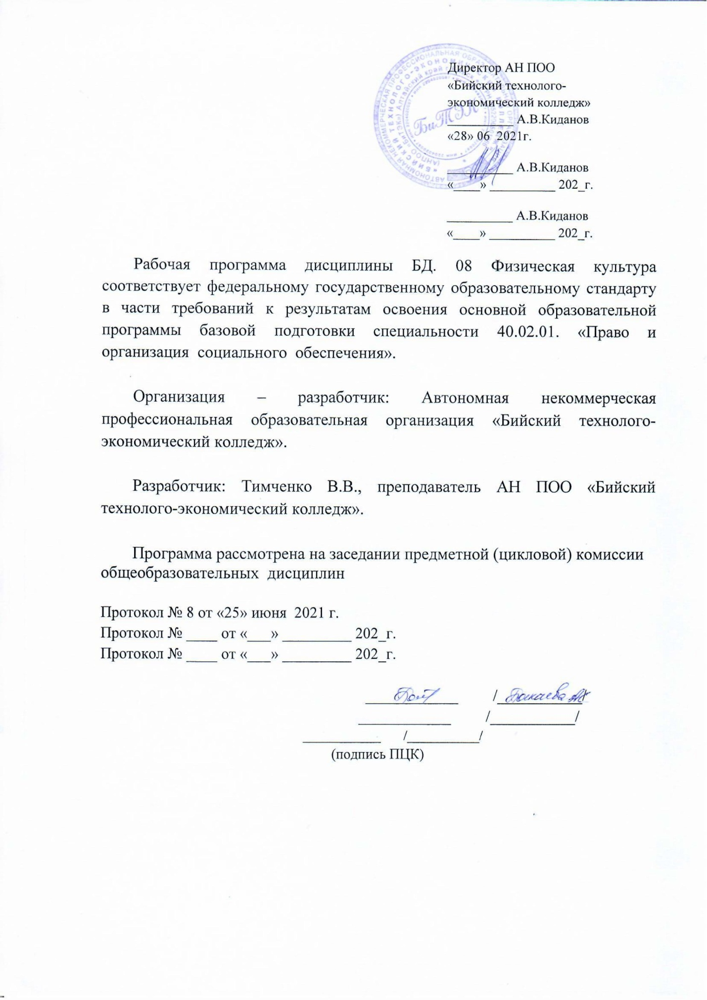 Директор АН ПОО
«Бийский технолого-
экономический колледж»
__________ А.В.Киданов
«28» 06 2021г.
__________ А.В.Киданов
«____» __________ 202_г.
__________ А.В.Киданов
«____» __________ 202_г.
БиТЭК
Рабочая программа дисциплины БД. 08 Физическая культура
соответствует федеральному государственному образовательному стандарту
в части требований к результатам освоения основной образовательной
программы базовой подготовки специальности 40.02.01. «Право и
организация социального обеспечения».
Организация – разработчик: Автономная некоммерческая
профессиональная образовательная организация «Бийский технолого-
экономический колледж».
Разработчик: Тимченко В.В., преподаватель АН ПОО «Бийский
технолого-экономический колледж».
Программа рассмотрена на заседании предметной (цикловой) комиссии
общеобразовательных дисциплин
Протокол № 8 от «25» июня 2021 г.
Протокол № ____ от «___» _________ 202_г.
Протокол № ____ от «___» _________ 202_г.
____________ /___________/
____________ /___________/
__________ /_________/
(подпись ПЦК)